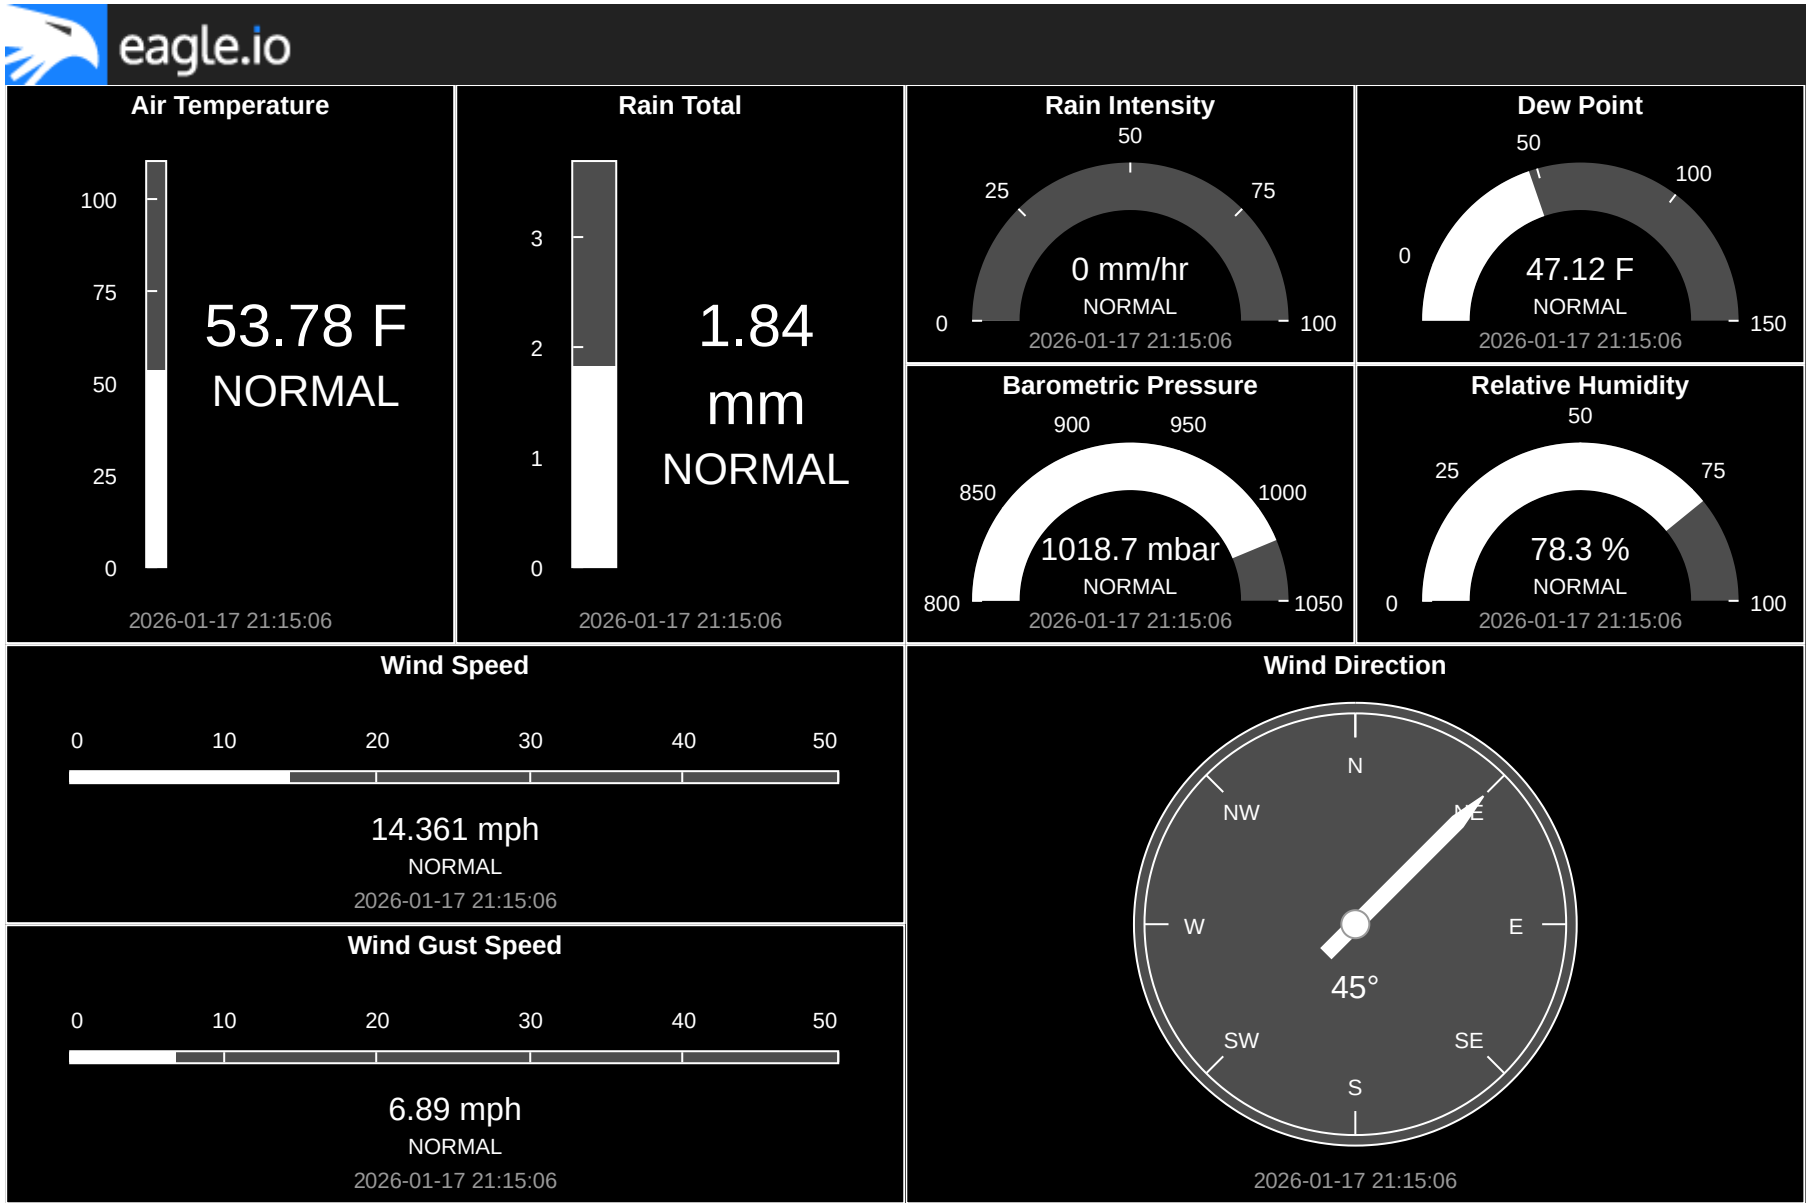 eagle.io
Air Temperature
100
75
50
25
0
53.78 F
NORMAL
2026-01-17 21:15:06
Rain Total
3
2
1
0
1.84
mm
NORMAL
2026-01-17 21:15:06
Rain Intensity
50
25
75
0
100
0 mm/hr
NORMAL
2026-01-17 21:15:06
Dew Point
50
100
0
150
47.12 F
NORMAL
2026-01-17 21:15:06
Barometric Pressure
900
950
850
1000
800
1050
1018.7 mbar
NORMAL
2026-01-17 21:15:06
Relative Humidity
50
25
75
0
100
78.3 %
NORMAL
2026-01-17 21:15:06
Wind Speed
0 10 20 30 40 50
14.361 mph
NORMAL
2026-01-17 21:15:06
Wind Gust Speed
0 10 20 30 40 50
6.89 mph
NORMAL
2026-01-17 21:15:06
Wind Direction
N
NW NE
W E
45°
SW SE
S
2026-01-17 21:15:06